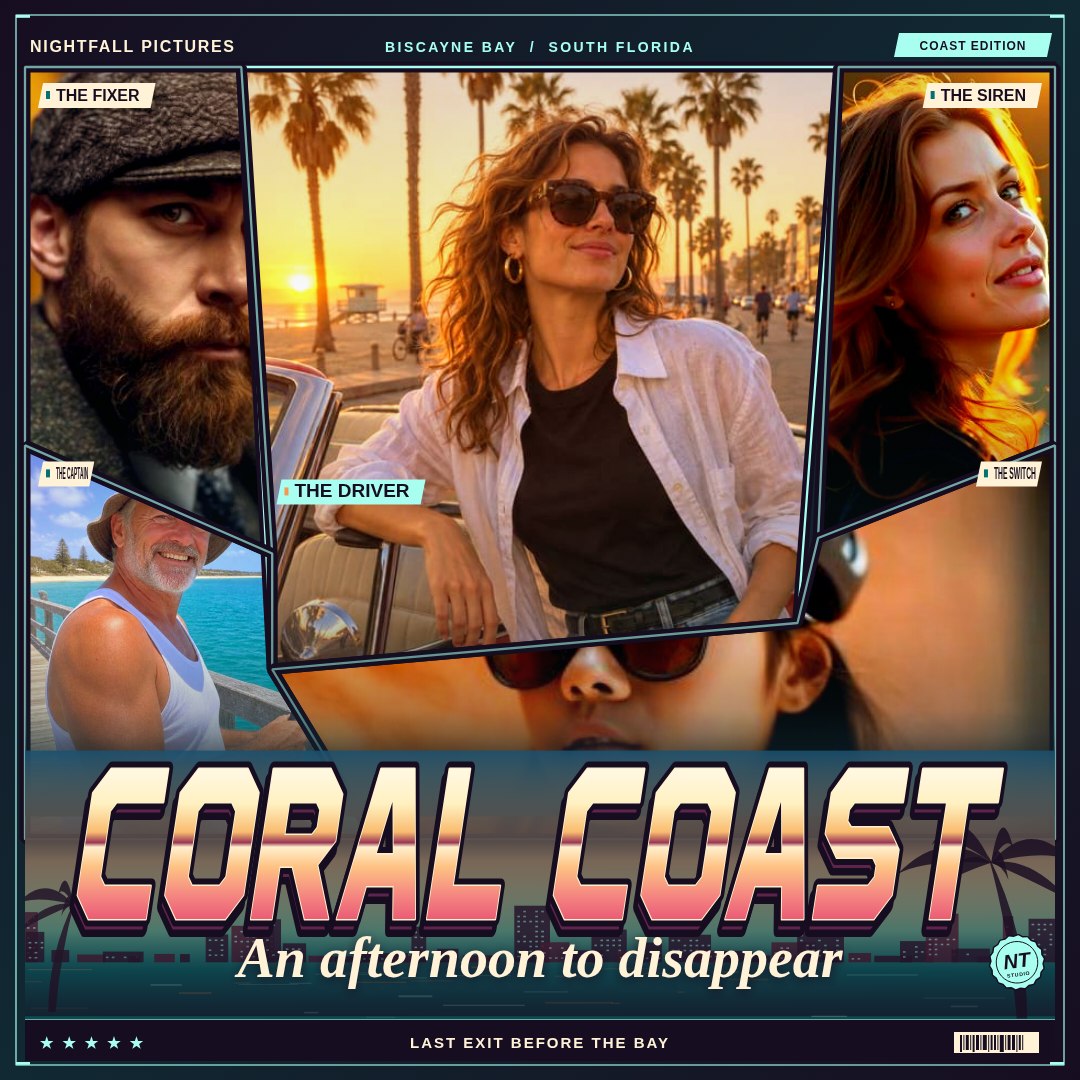 NIGHTFALL PICTURES
BISCAYNE BAY / SOUTH FLORIDA
COAST EDITION
THE FIXER
THE SIREN
THE CAPTAIN
THE SWITCH
THE DRIVER
CORAL COAST
An afternoon to disappear
NT
STUDIO
LAST EXIT BEFORE THE BAY